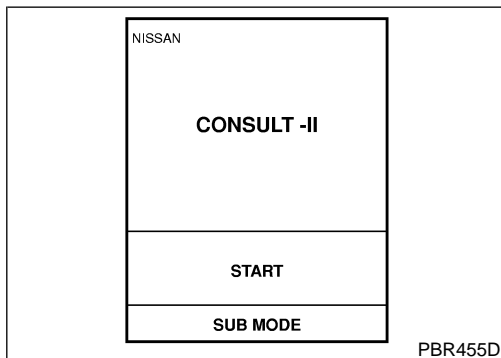 NISSAN
CONSULT -II
START
SUB MODE
PBR455D